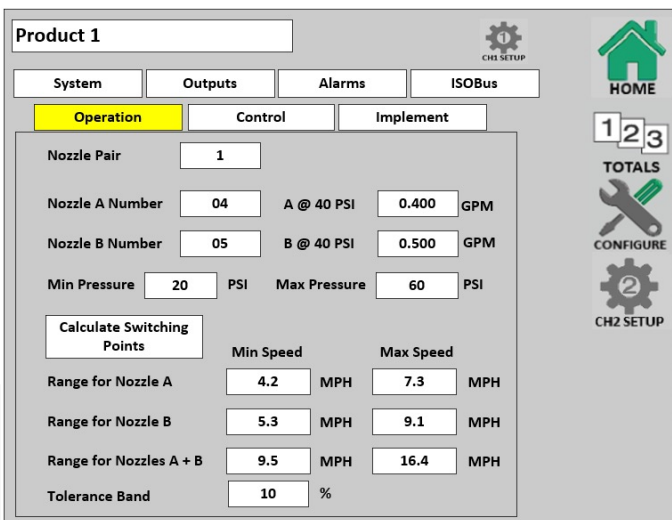 Product 1
1
CH1 SETUP
HOME
System Outputs Alarms ISOBus
Operation Control Implement
1 2 3
TOTALS
Nozzle Pair 1
Nozzle A Number 04 A @ 40 PSI 0.400 GPM
Nozzle B Number 05 B @ 40 PSI 0.500 GPM
CONFIGURE
Min Pressure 20 PSI Max Pressure 60 PSI
2
CH2 SETUP
Calculate Switching
Points
Min Speed Max Speed
Range for Nozzle A 4.2 MPH 7.3 MPH
Range for Nozzle B 5.3 MPH 9.1 MPH
Range for Nozzles A + B 9.5 MPH 16.4 MPH
Tolerance Band 10 %